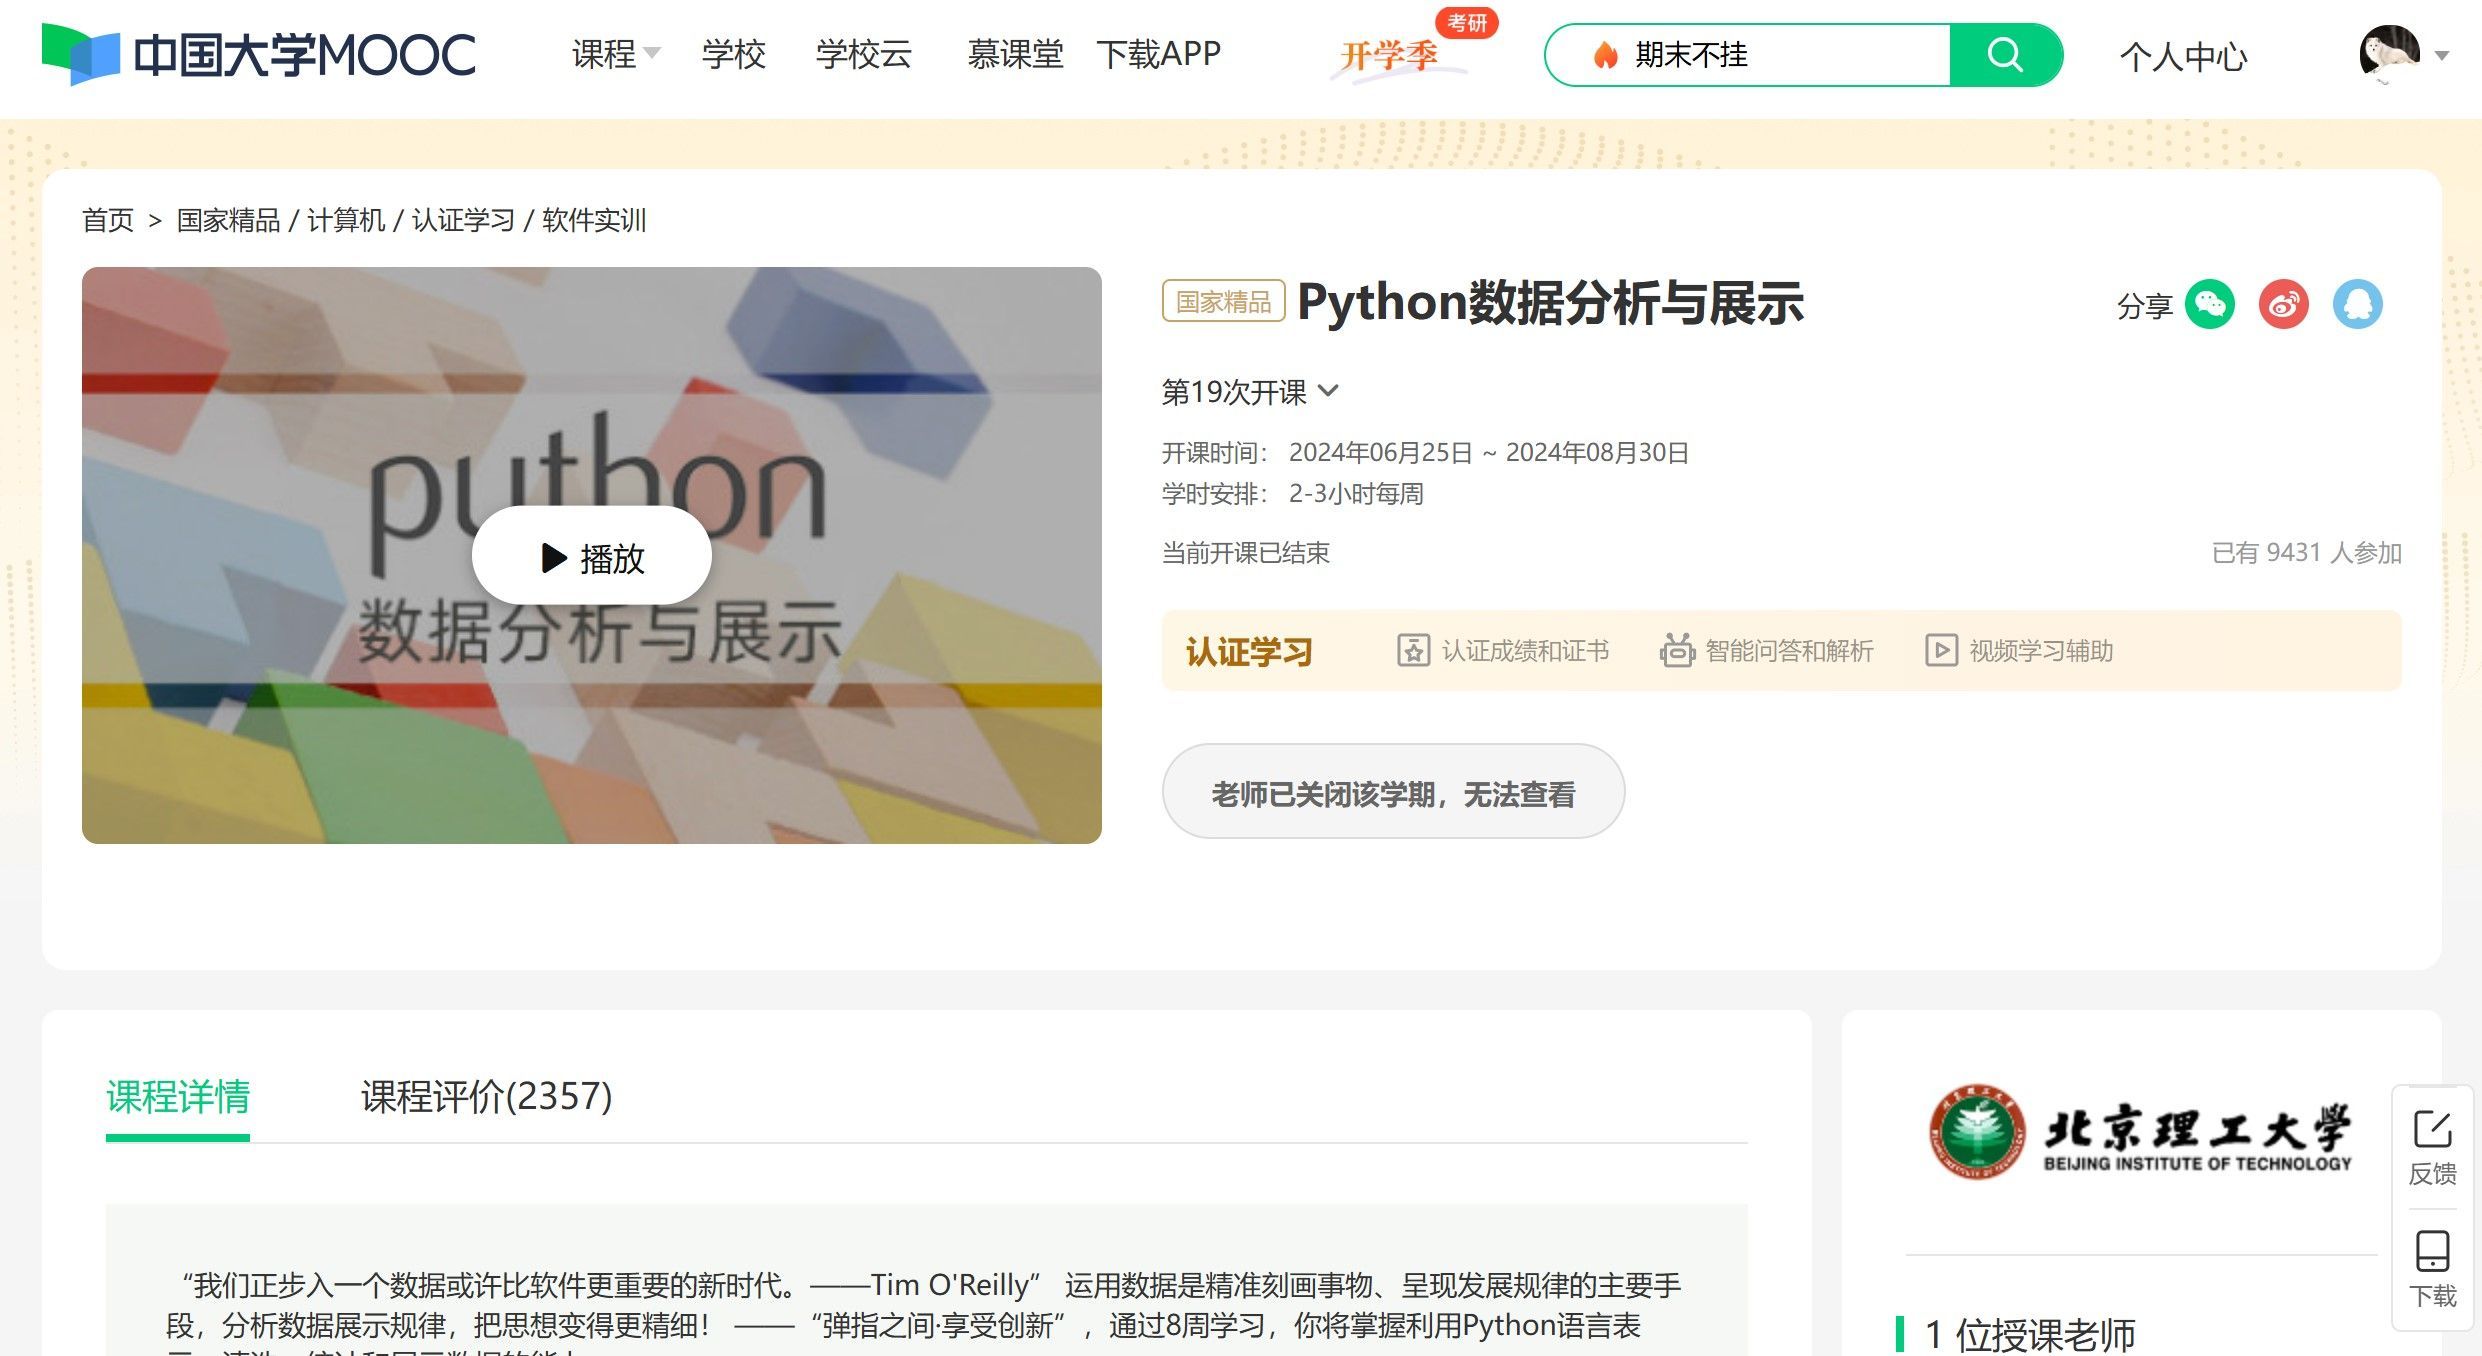 中国大学MOOC
课程 学校 学校云 慕课堂 下载APP 开学季 考研 期末不挂 个人中心
首页 > 国家精品 / 计算机 / 认证学习 / 软件实训
python
播放
数据分析与展示
国家精品 Python数据分析与展示 分享
第19次开课
开课时间: 2024年06月25日 ~ 2024年08月30日
学时安排: 2-3小时每周
当前开课已结束 已有 9431 人参加
认证学习 认证成绩和证书 智能问答和解析 视频学习辅助
老师已关闭该学期，无法查看
课程详情 课程评价(2357)
“我们正步入一个数据或许比软件更重要的新时代。——Tim O'Reilly” 运用数据是精准刻画事物、呈现发展规律的主要手
段，分析数据展示规律，把思想变得更精细！ ——“弹指之间·享受创新”，通过8周学习，你将掌握利用Python语言表
北京理工大学
BEIJING INSTITUTE OF TECHNOLOGY
1 位授课老师
反馈
下载